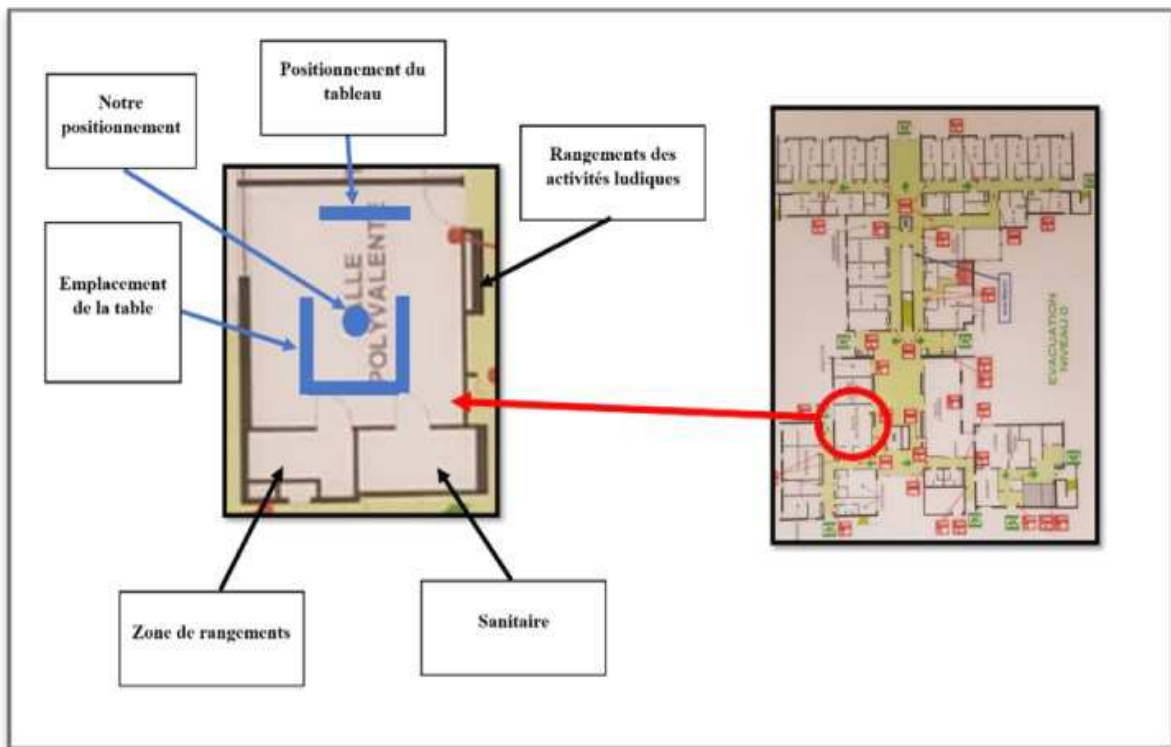 Positionnement du
tableau
Notre
positionnement
Rangements des
activités ludiques
Emplacement
de la table
SALLE
POLYVALENTE
EVACUATION
NIVEAU 0
Zone de rangements
Sanitaire